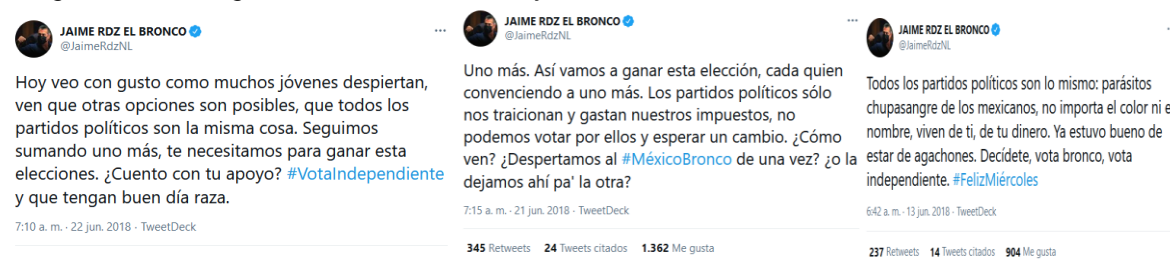 JAIME RDZ EL BRONCO
@JaimeRdzNL
Hoy veo con gusto como muchos jóvenes despiertan,
ven que otras opciones son posibles, que todos los
partidos políticos son la misma cosa. Seguimos
sumando uno más, te necesitamos para ganar esta
elecciones. ¿Cuento con tu apoyo? #VotaIndependiente
y que tengan buen día raza.
7:10 a. m. · 22 jun. 2018 · TweetDeck
JAIME RDZ EL BRONCO
@JaimeRdzNL
Uno más. Así vamos a ganar esta elección, cada quien
convenciendo a uno más. Los partidos políticos sólo
nos traicionan y gastan nuestros impuestos, no
podemos votar por ellos y esperar un cambio. ¿Cómo
ven? ¿Despertamos al #MéxicoBronco de una vez? ¿o la
dejamos ahí pa' la otra?
7:15 a. m. · 21 jun. 2018 · TweetDeck
345 Retweets 24 Tweets citados 1.362 Me gusta
JAIME RDZ EL BRONCO
@JaimeRdzNL
Todos los partidos políticos son lo mismo: parásitos
chupasangre de los mexicanos, no importa el color ni e
nombre, viven de ti, de tu dinero. Ya estuvo bueno de
estar de agachones. Decídete, vota bronco, vota
independiente. #FelizMiércoles
6:42 a. m. · 13 jun. 2018 · TweetDeck
237 Retweets 14 Tweets citados 904 Me gusta